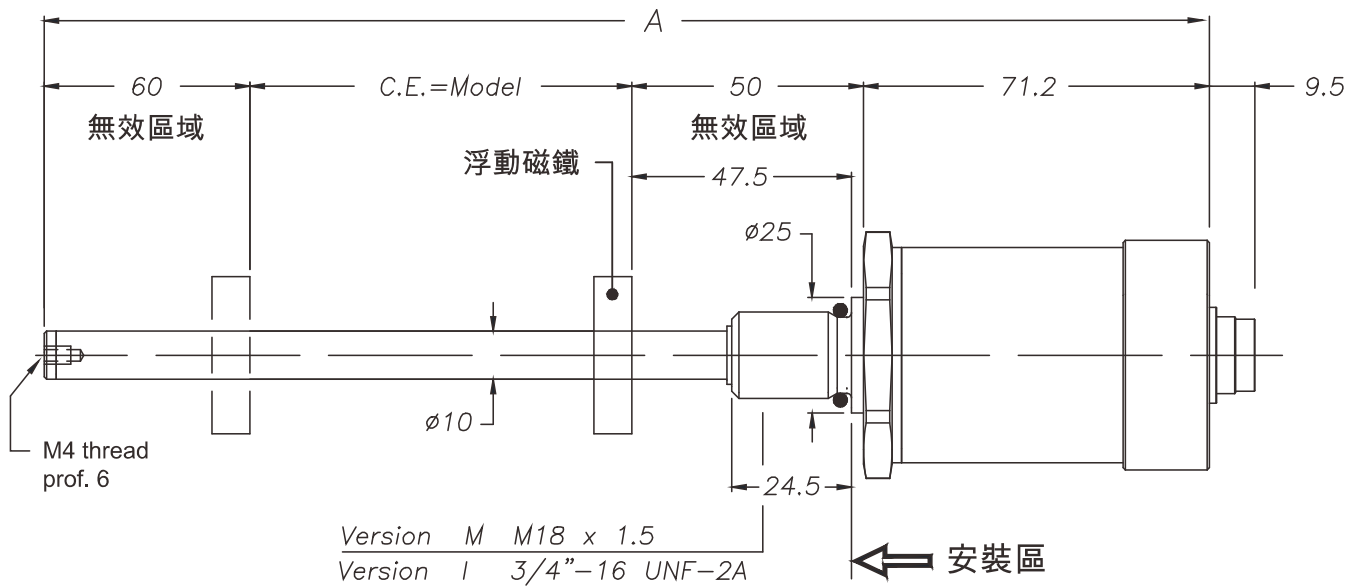 A
60
C.E.=Model
50
71.2
9.5
無效區域
無效區域
浮動磁鐵
47.5
ø25
ø10
M4 thread
prof. 6
24.5
Version M M18 x 1.5
Version I 3/4”-16 UNF-2A
安裝區